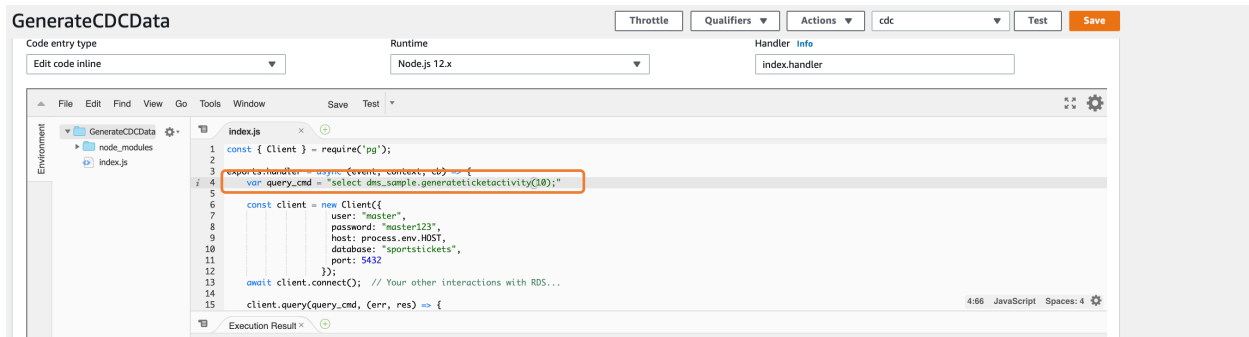 GenerateCDCData
Throttle Qualifiers Actions cdc Test Save
Code entry type Runtime Handler Info
Edit code inline Node.js 12.x index.handler
File Edit Find View Go Tools Window Save Test
Environment
GenerateCDCData
node_modules
index.js
index.js
1 const { Client } = require('pg');
2
3 exports.handler = async (event, context, cb) => {
i 4 var query_cmd = "select dms_sample.generateticketactivity(10);"
5
6 const client = new Client({
7 user: "master",
8 password: "master123",
9 host: process.env.HOST,
10 database: "sportstickets",
11 port: 5432
12 });
13 await client.connect(); // Your other interactions with RDS...
14
15 client.query(query_cmd, (err, res) => {
4:66 JavaScript Spaces: 4
Execution Result